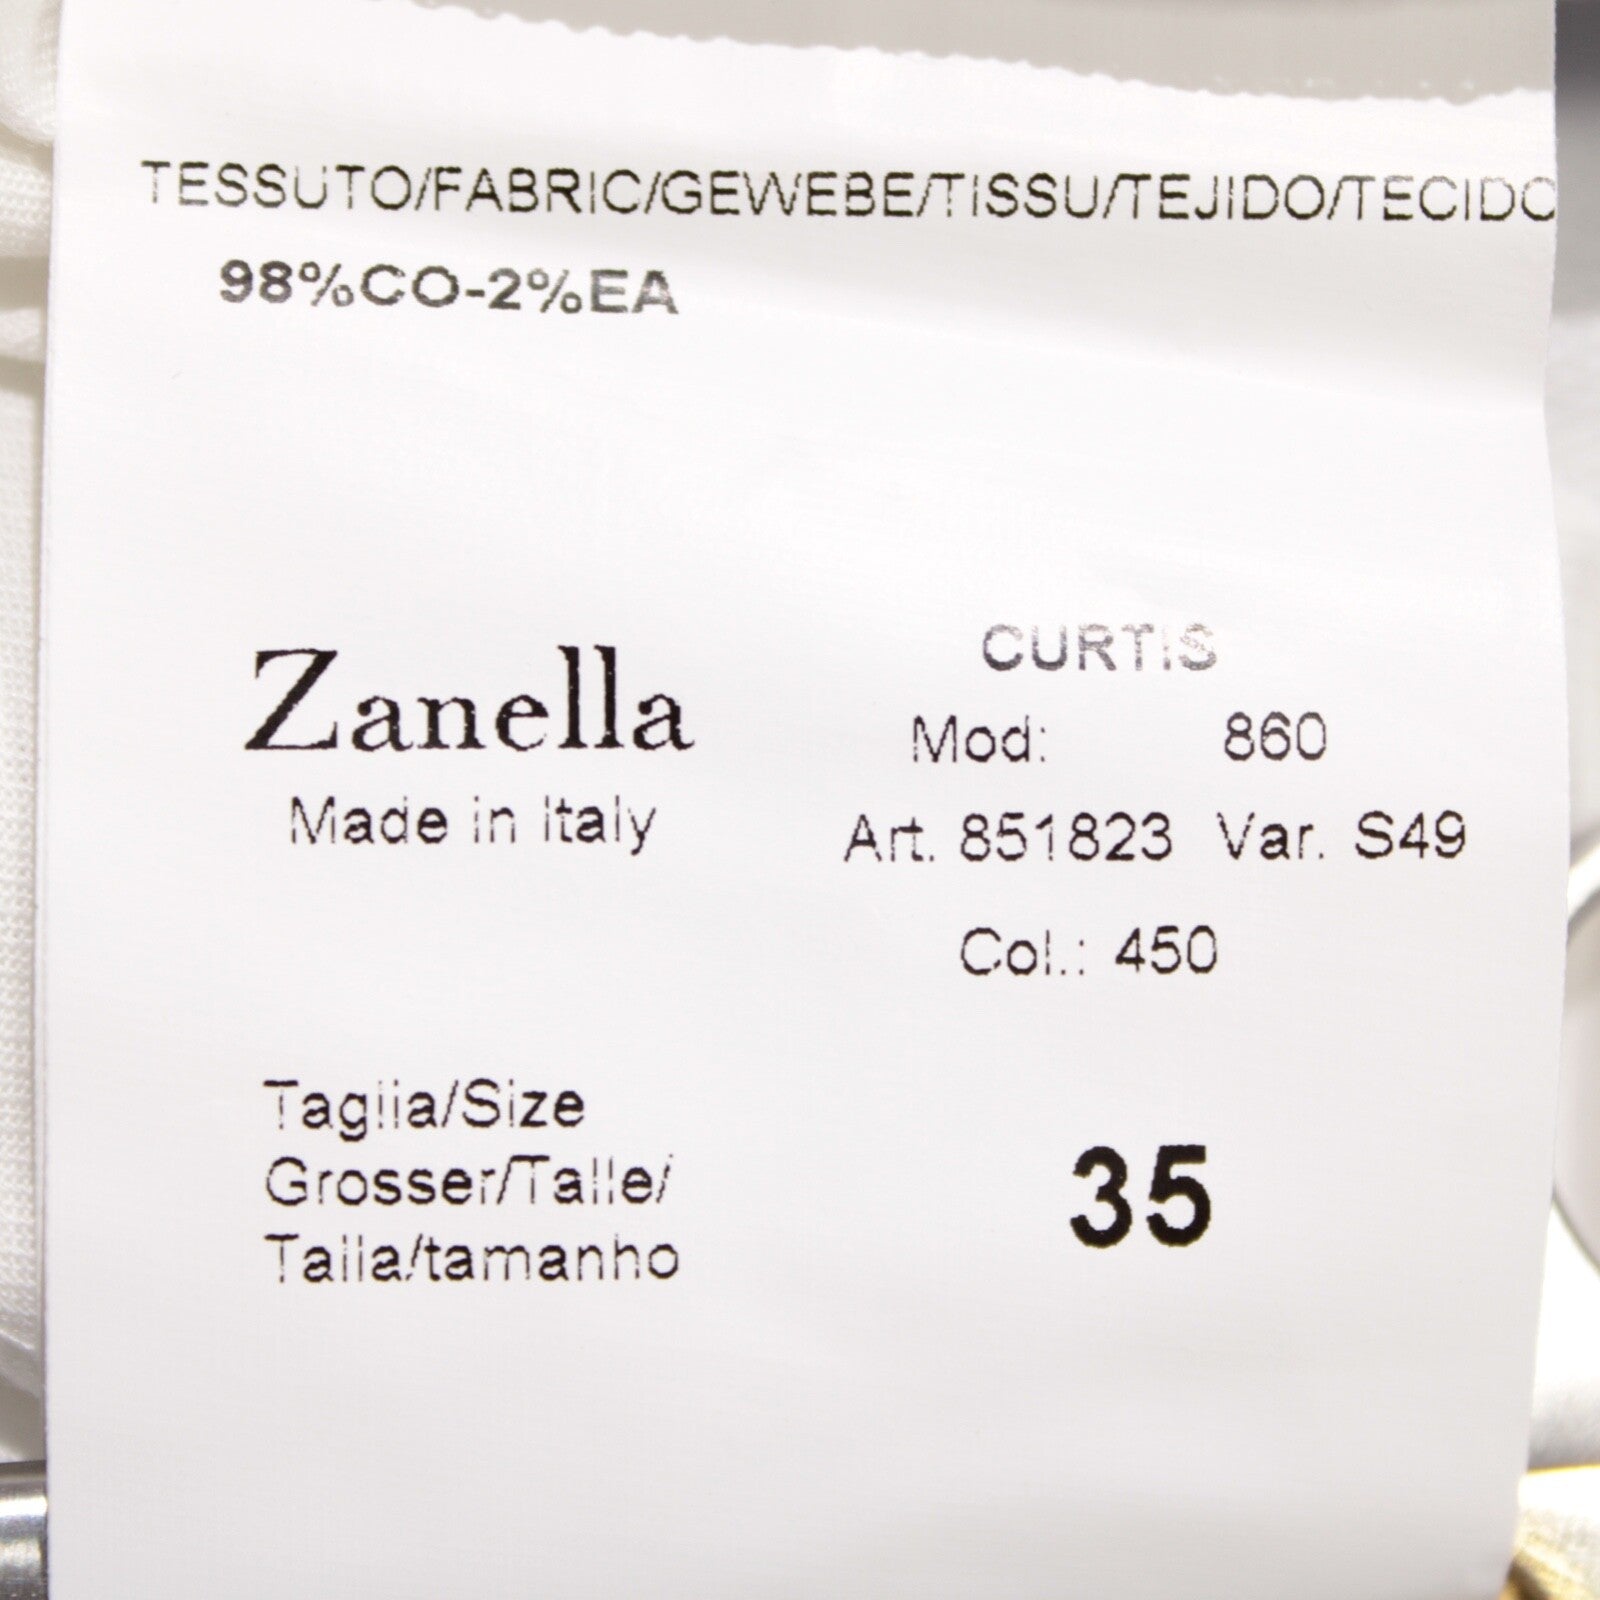 TESSUTO/FABRIC/GEWEBE/TISSU/TEJIDO/TECIDO
98%CO-2%EA
Zanella
Made in Italy
CURTIS
Mod: 860
Art. 851823 Var. S49
Col.: 450
Taglia/Size
Grosser/Talle/
Talla/tamanho
35